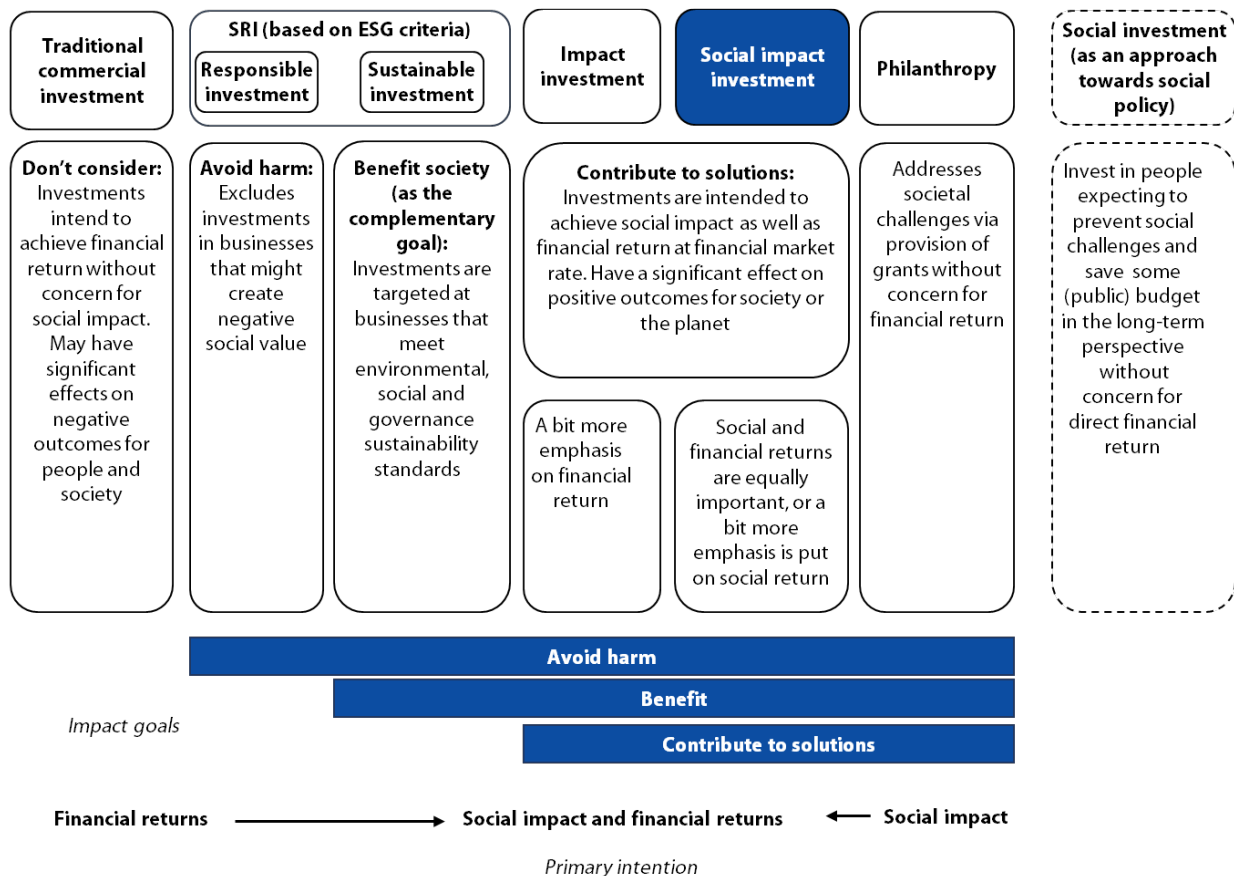 Traditional
commercial
investment
SRI (based on ESG criteria)
Responsible
investment
Sustainable
investment
Impact
investment
Social impact
investment
Philanthropy
Social investment
(as an approach
towards social
policy)
Don't consider:
Investments
intend to
achieve financial
return without
concern for
social impact.
May have
significant
effects on
negative
outcomes for
people and
society
Avoid harm:
Excludes
investments
in businesses
that might
create
negative
social value
Benefit society
(as the
complementary
goal):
Investments are
targeted at
businesses that
meet
environmental,
social and
governance
sustainability
standards
Contribute to solutions:
Investments are intended to
achieve social impact as well as
financial return at financial market
rate. Have a significant effect on
positive outcomes for society or
the planet
A bit more
emphasis
on financial
return
Social and
financial returns
are equally
important, or a
bit more
emphasis is put
on social return
Addresses
societal
challenges via
provision of
grants without
concern for
financial return
Invest in people
expecting to
prevent social
challenges and
save some
(public) budget
in the long-term
perspective
without
concern for
direct financial
return
Avoid harm
Benefit
Impact goals
Contribute to solutions
Financial returns
Social impact and financial returns
Social impact
Primary intention